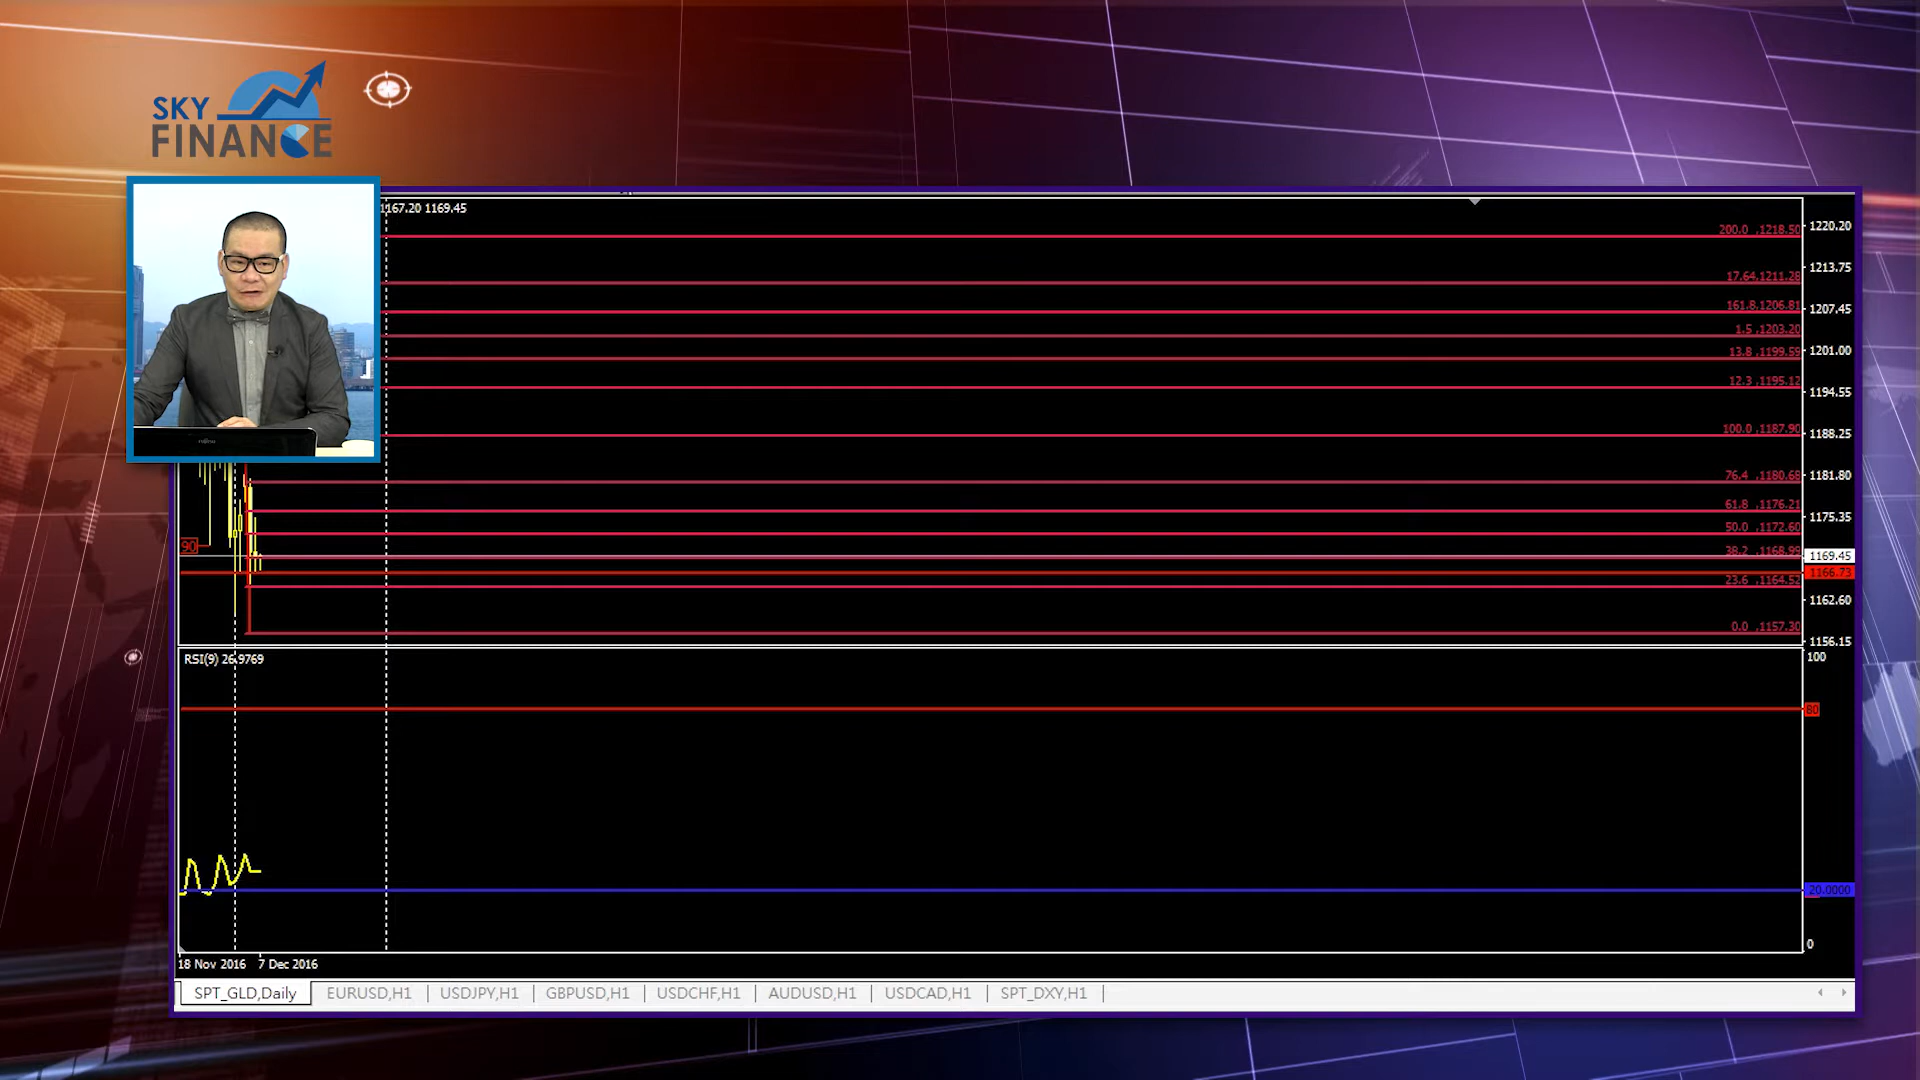 SKY
FINANCE
1167.20 1169.45
1220.20
200.0 ,1218.50
1213.75
17.64,1211.28
1207.45
161.8,1206.81
1.5 ,1203.20
1201.00
13.8 ,1199.59
1194.55
12.3 ,1195.12
1188.25
100.0 ,1187.90
1181.80
76.4 ,1180.68
1175.35
61.8 ,1176.21
50.0 ,1172.60
90
38.2 ,1168.99
1169.45
1166.73
23.6 ,1164.52
1162.60
0.0 ,1157.30
1156.15
RSI(9) 26.9769
100
80
20.0000
0
18 Nov 2016
7 Dec 2016
SPT_GLD,Daily
EURUSD,H1
USDJPY,H1
GBPUSD,H1
USDCHF,H1
AUDUSD,H1
USDCAD,H1
SPT_DXY,H1